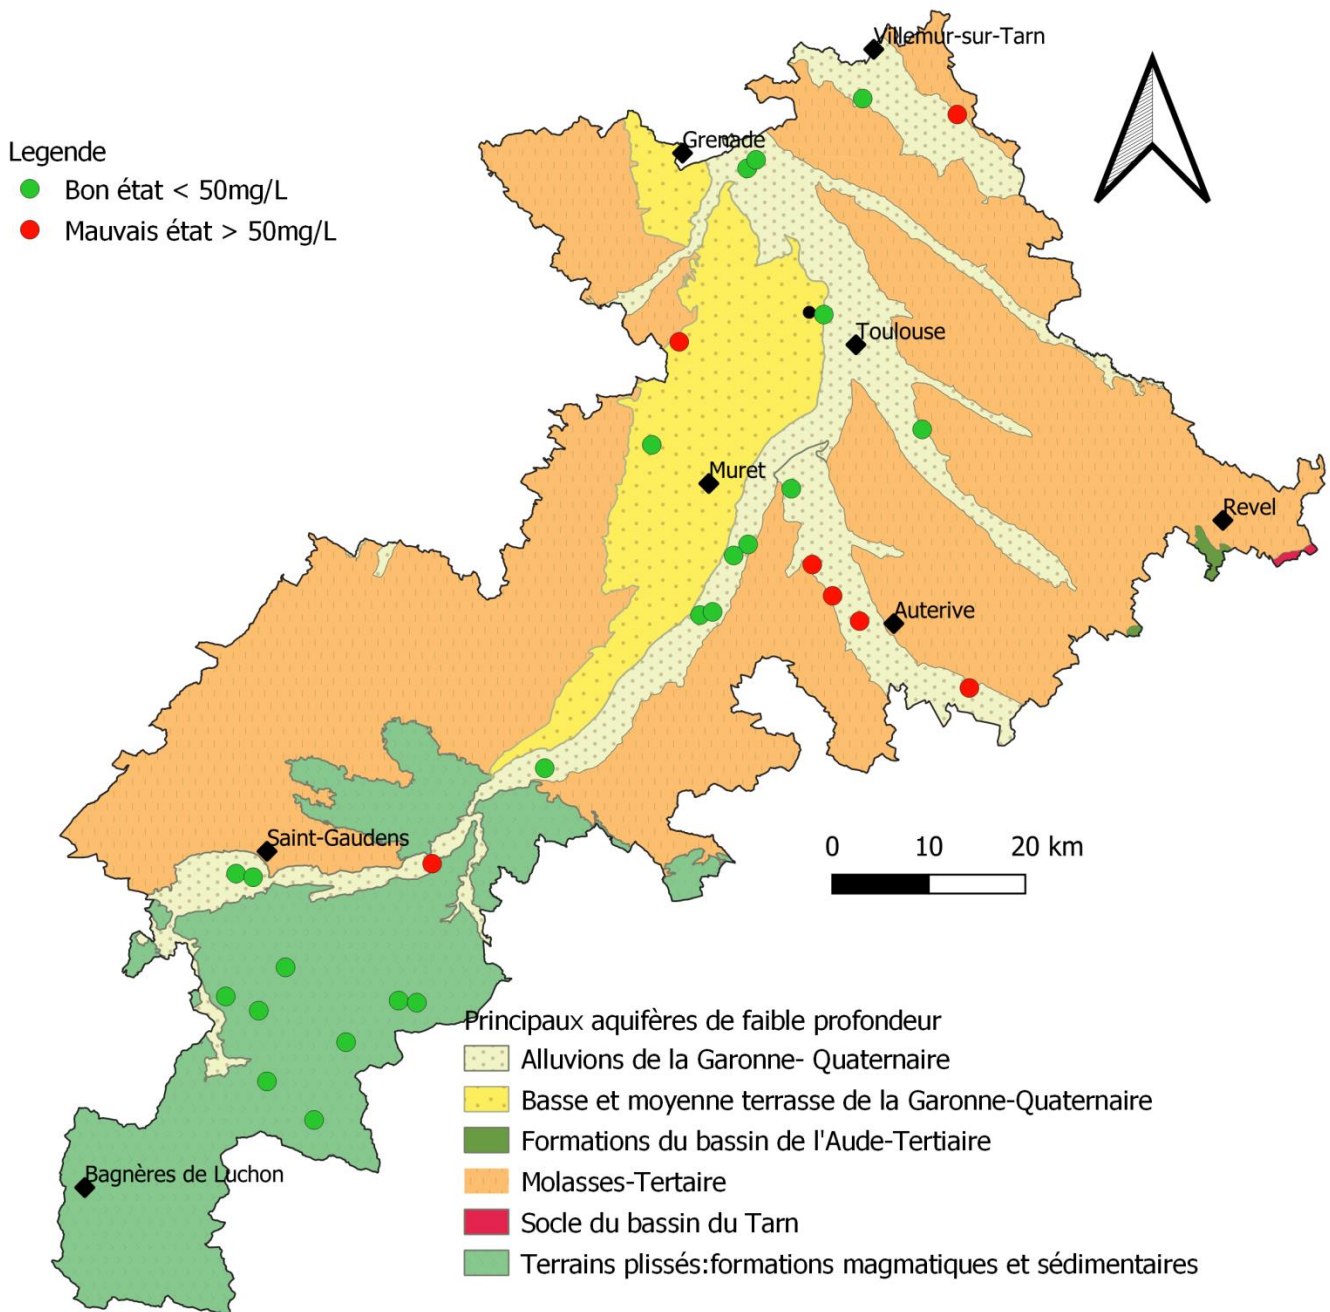 Villemur-sur-Tarn
Grenade
Legende
Bon état < 50mg/L
Mauvais état > 50mg/L
Toulouse
Muret
Revel
Auterive
Saint-Gaudens
0 10 20 km
Principaux aquifères de faible profondeur
Alluvions de la Garonne- Quaternaire
Basse et moyenne terrasse de la Garonne-Quaternaire
Formations du bassin de l'Aude-Tertiaire
Bagnères de Luchon
Molasses-Tertaire
Socle du bassin du Tarn
Terrains plissés:formations magmatiques et sédimentaires